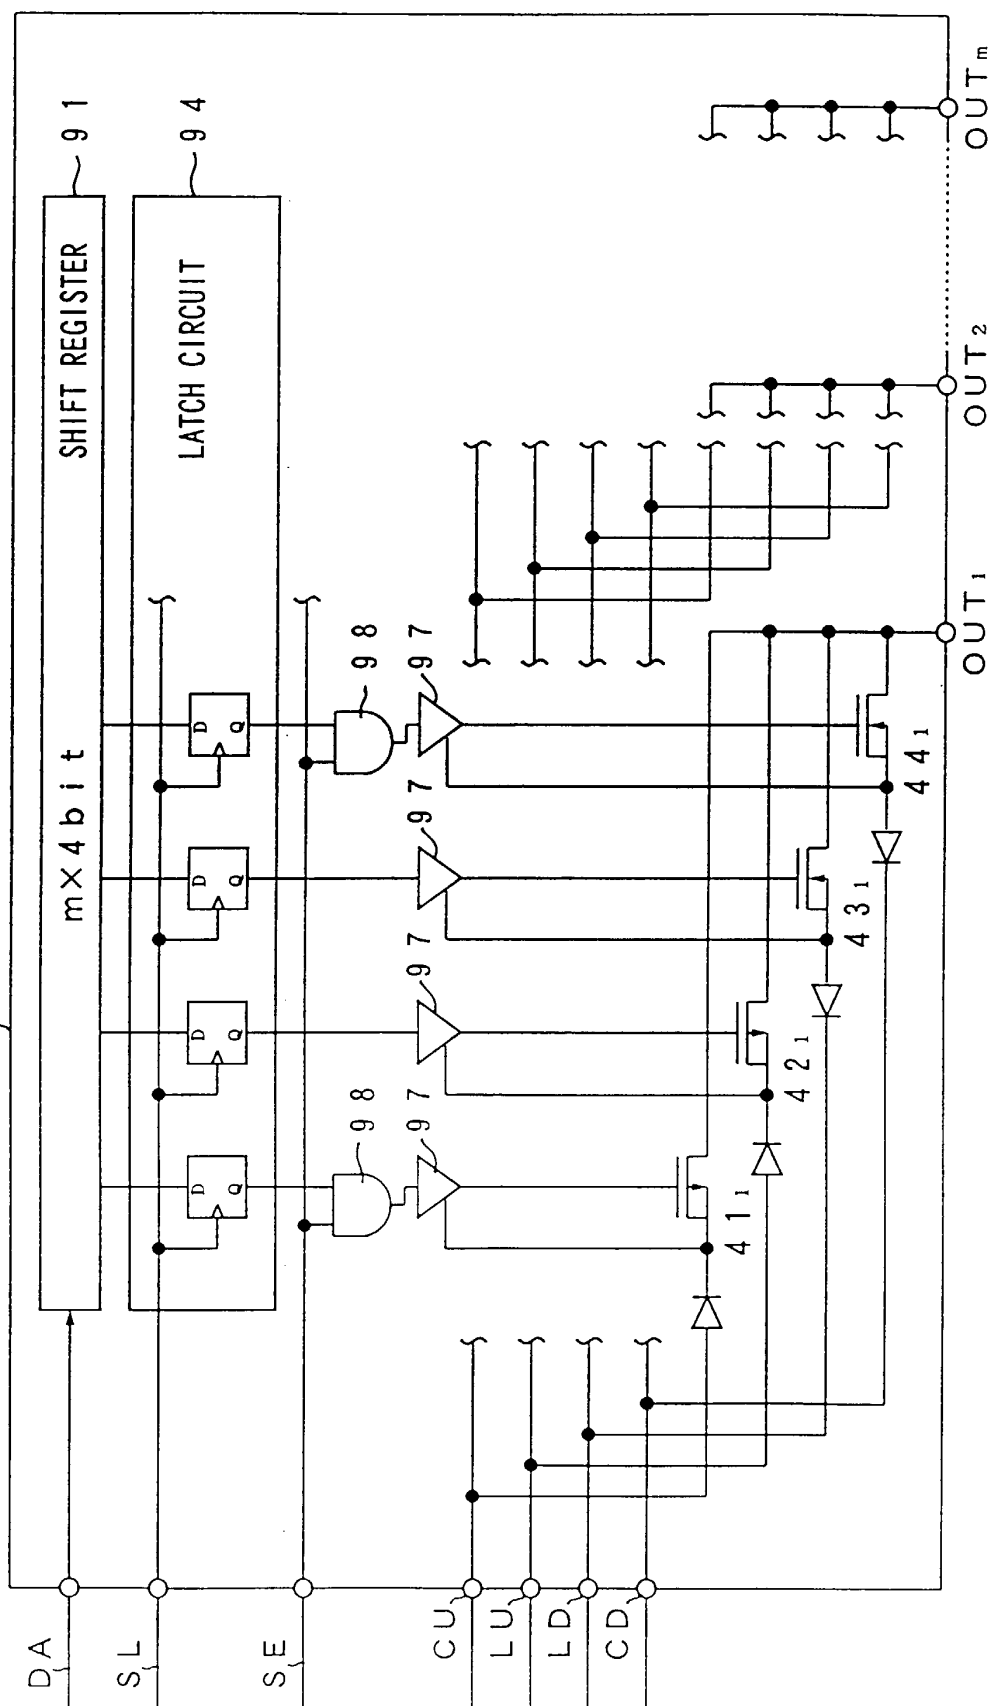 DA
SL
SE
CU
LU
LD
CD
m×4bit
SHIFT REGISTER
91
LATCH CIRCUIT
94
D
Q
D
Q
D
Q
D
Q
98
98
97
97
97
97
41₁
42₁
43₁
44₁
OUT₁
OUT₂
OUTₘ